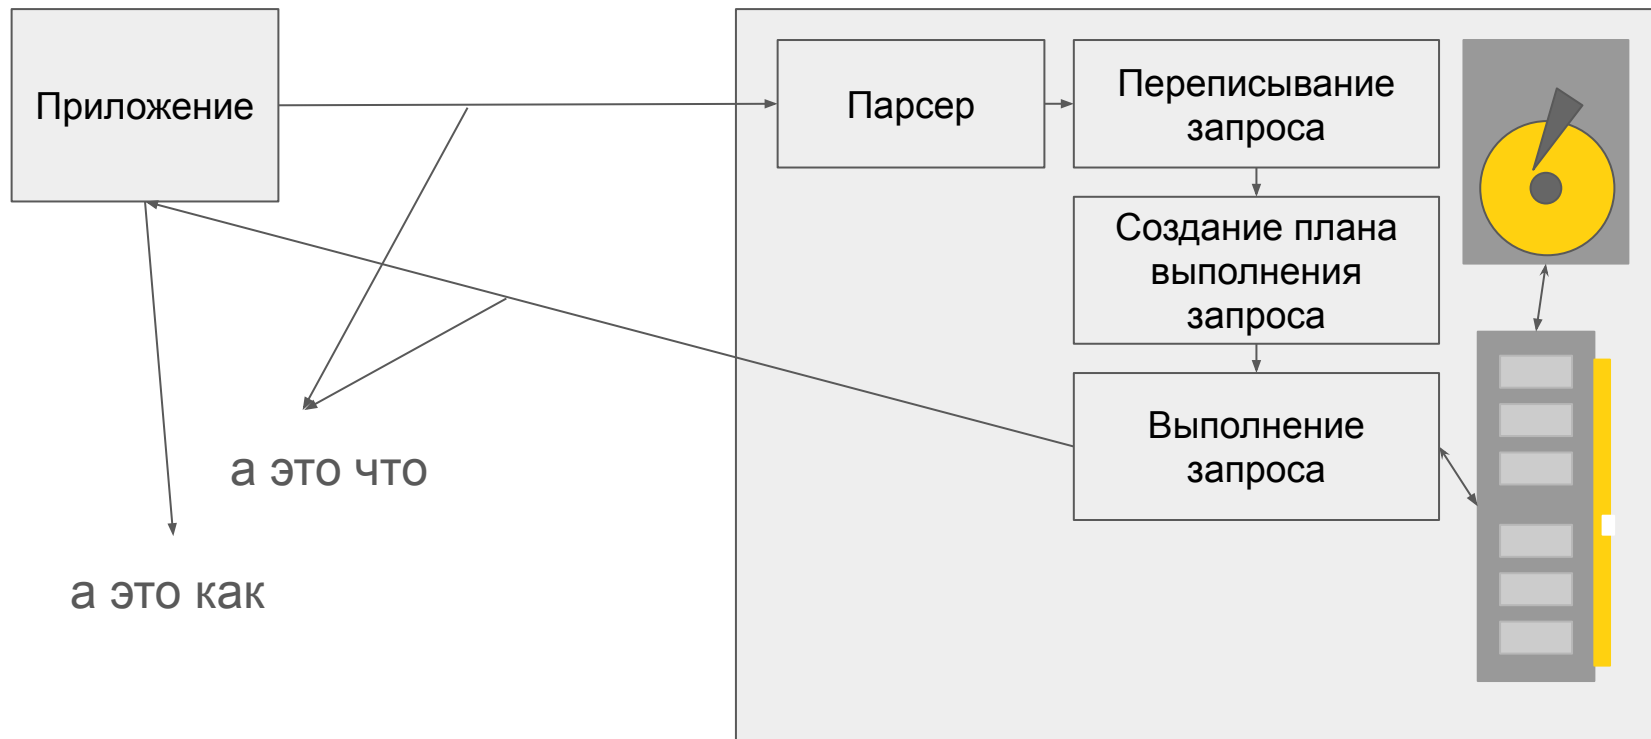 Приложение
Парсер
Переписывание
запроса
Создание плана
выполнения
запроса
Выполнение
запроса
а это что
а это как